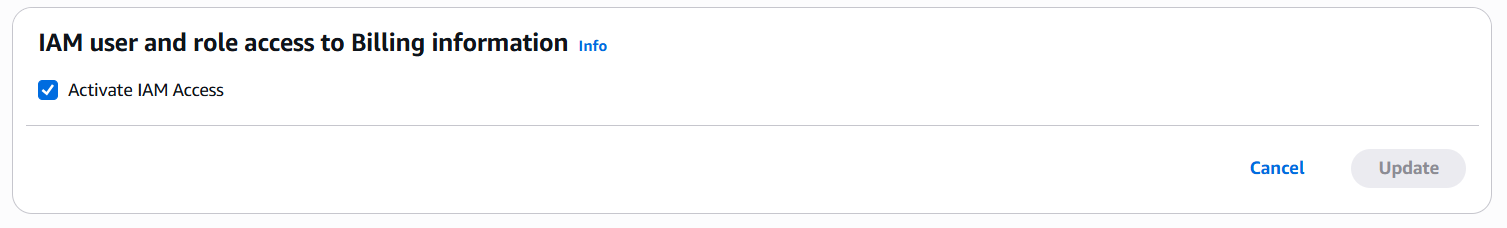 IAM user and role access to Billing information Info
Activate IAM Access
Cancel Update